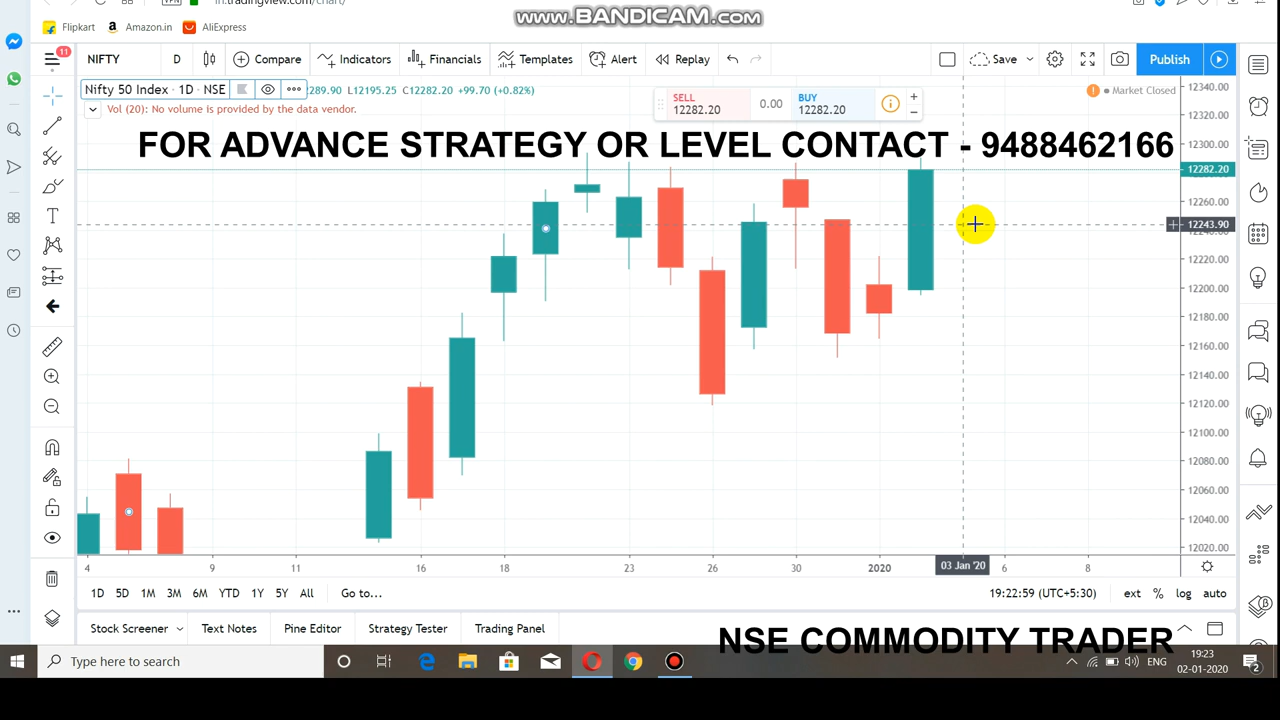 in.tradingview.com/chart/
www.BANDICAM.com
Flipkart
Amazon.in
AliExpress
11
NIFTY
D
Compare
Indicators
Financials
Templates
Alert
Replay
Save
Publish
Nifty 50 Index · 1D · NSE
289.90 L12195.25 C12282.20 +99.70 (+0.82%)
Vol (20): No volume is provided by the data vendor.
SELL
12282.20
0.00
BUY
12282.20
Market Closed
FOR ADVANCE STRATEGY OR LEVEL CONTACT - 9488462166
12340.00
12320.00
12300.00
12282.20
12260.00
12243.90
12220.00
12200.00
12180.00
12160.00
12140.00
12120.00
12100.00
12080.00
12060.00
12040.00
12020.00
4 9 11 16 18 23 26 30 2020 03 Jan '20 6 8
1D 5D 1M 3M 6M YTD 1Y 5Y All Go to...
19:22:59 (UTC+5:30) ext % log auto
Stock Screener Text Notes Pine Editor Strategy Tester Trading Panel
NSE COMMODITY TRADER
Type here to search
ENG
19:23
02-01-2020
2